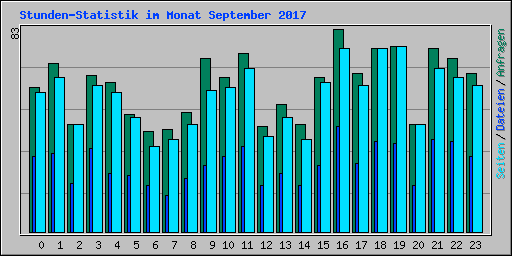 Stunden-Statistik im Monat September 2017
83
Seiten / Dateien / Anfragen
0 1 2 3 4 5 6 7 8 9 10 11 12 13 14 15 16 17 18 19 20 21 22 23